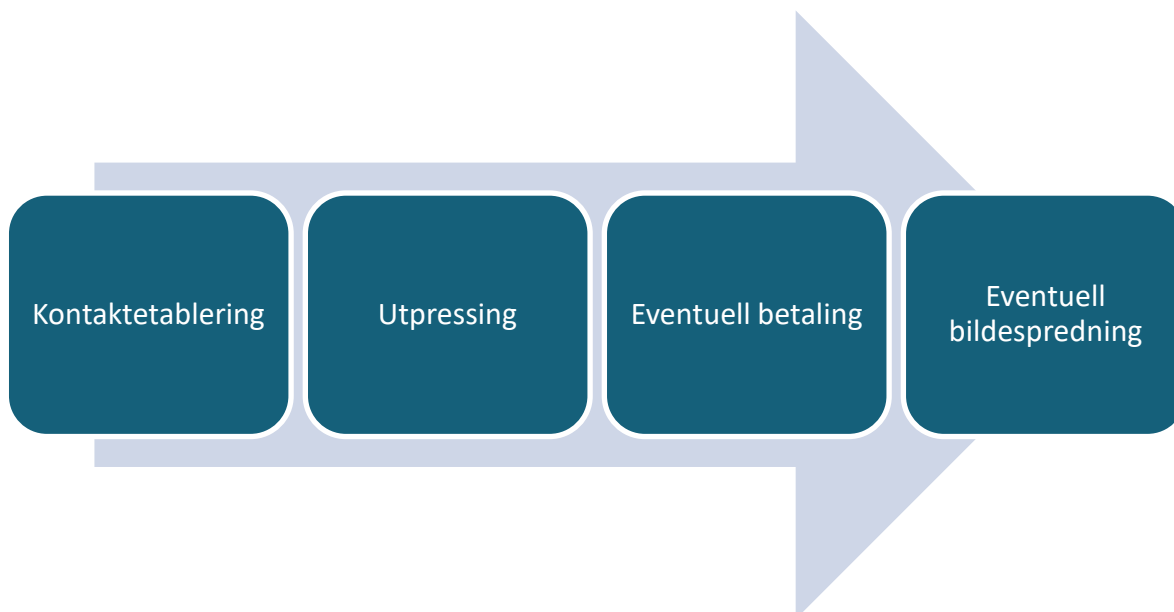 Kontaktetablering
Utpressing
Eventuell betaling
Eventuell
bildespredning